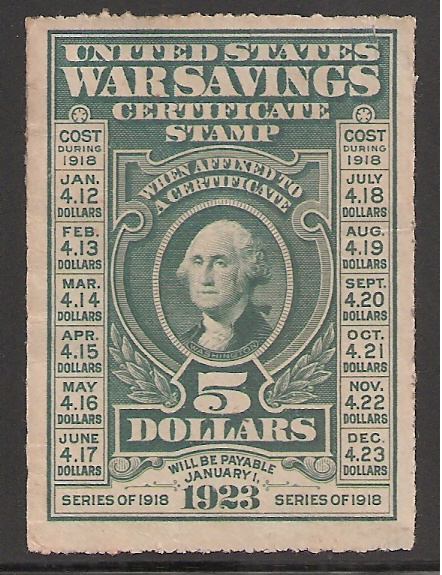 UNITED STATES
WAR SAVINGS
CERTIFICATE
STAMP
COST
DURING
1918
JAN.
4.12
DOLLARS
FEB.
4.13
DOLLARS
MAR.
4.14
DOLLARS
APR.
4.15
DOLLARS
MAY
4.16
DOLLARS
JUNE
4.17
DOLLARS
WHEN AFFIXED TO
A CERTIFICATE
WASHINGTON
5
DOLLARS
WILL BE PAYABLE
JANUARY 1,
1923
COST
DURING
1918
JULY
4.18
DOLLARS
AUG.
4.19
DOLLARS
SEPT.
4.20
DOLLARS
OCT.
4.21
DOLLARS
NOV.
4.22
DOLLARS
DEC.
4.23
DOLLARS
SERIES OF 1918
SERIES OF 1918